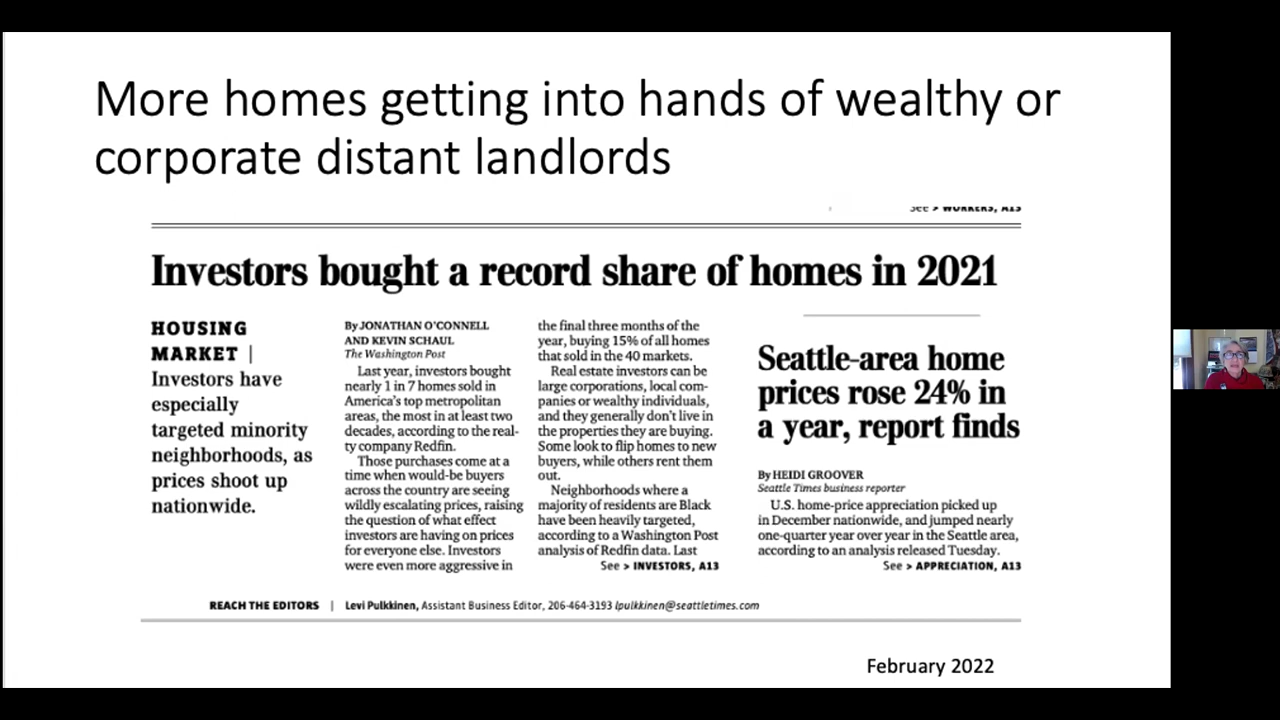 More homes getting into hands of wealthy or
corporate distant landlords
See > WORKERS, A13
Investors bought a record share of homes in 2021
HOUSING
MARKET |
Investors have
especially
targeted minority
neighborhoods, as
prices shoot up
nationwide.
By JONATHAN O'CONNELL
AND KEVIN SCHAUL
The Washington Post
Last year, investors bought
nearly 1 in 7 homes sold in
America's top metropolitan
areas, the most in at least two
decades, according to the real-
ty company Redfin.
Those purchases come at a
time when would-be buyers
across the country are seeing
wildly escalating prices, raising
the question of what effect
investors are having on prices
for everyone else. Investors
were even more aggressive in
the final three months of the
year, buying 15% of all homes
that sold in the 40 markets.
Real estate investors can be
large corporations, local com-
panies or wealthy individuals,
and they generally don't live in
the properties they are buying.
Some look to flip homes to new
buyers, while others rent them
out.
Neighborhoods where a
majority of residents are Black
have been heavily targeted,
according to a Washington Post
analysis of Redfin data. Last
See > INVESTORS, A13
Seattle-area home
prices rose 24% in
a year, report finds
By HEIDI GROOVER
Seattle Times business reporter
U.S. home-price appreciation picked up
in December nationwide, and jumped nearly
one-quarter year over year in the Seattle area,
according to an analysis released Tuesday.
See > APPRECIATION, A13
REACH THE EDITORS | Levi Pulkkinen, Assistant Business Editor, 206-464-3193 lpulkkinen@seattletimes.com
February 2022